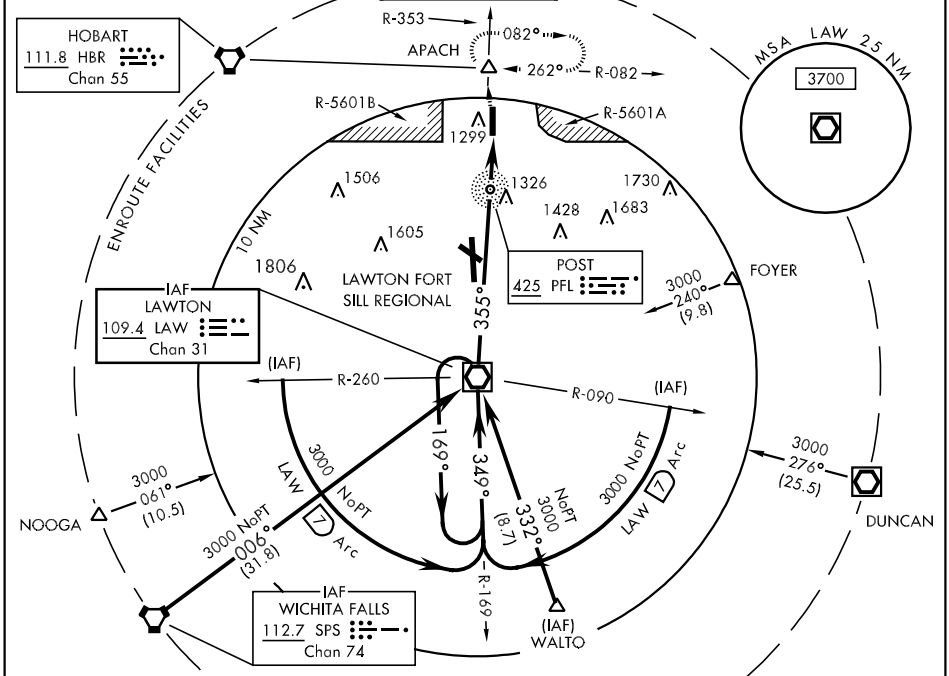 HOBART
111.8 HBR
Chan 55
R-353
082°
APACH
262°
R-082
MSA LAW 25 NM
3700
R-5601B
R-5601A
1299
ENROUTE FACILITIES
1506
1326
1730
1683
1428
10 NM
1605
1806
LAWTON FORT
SILL REGIONAL
POST
425 PFL
FOYER
3000
240°
(9.8)
IAF
LAWTON
109.4 LAW
Chan 31
355°
(IAF)
R-260
R-090
(IAF)
169°
349°
3000 NoPT
LAW 7 Arc
NoPT
3000
332°
(8.7)
3000 NoPT
LAW 7 Arc
3000
276°
(25.5)
DUNCAN
3000
061°
(10.5)
NOOGA
3000 NoPT
006°
(31.8)
R-169
IAF
WICHITA FALLS
112.7 SPS
Chan 74
(IAF)
WALTO